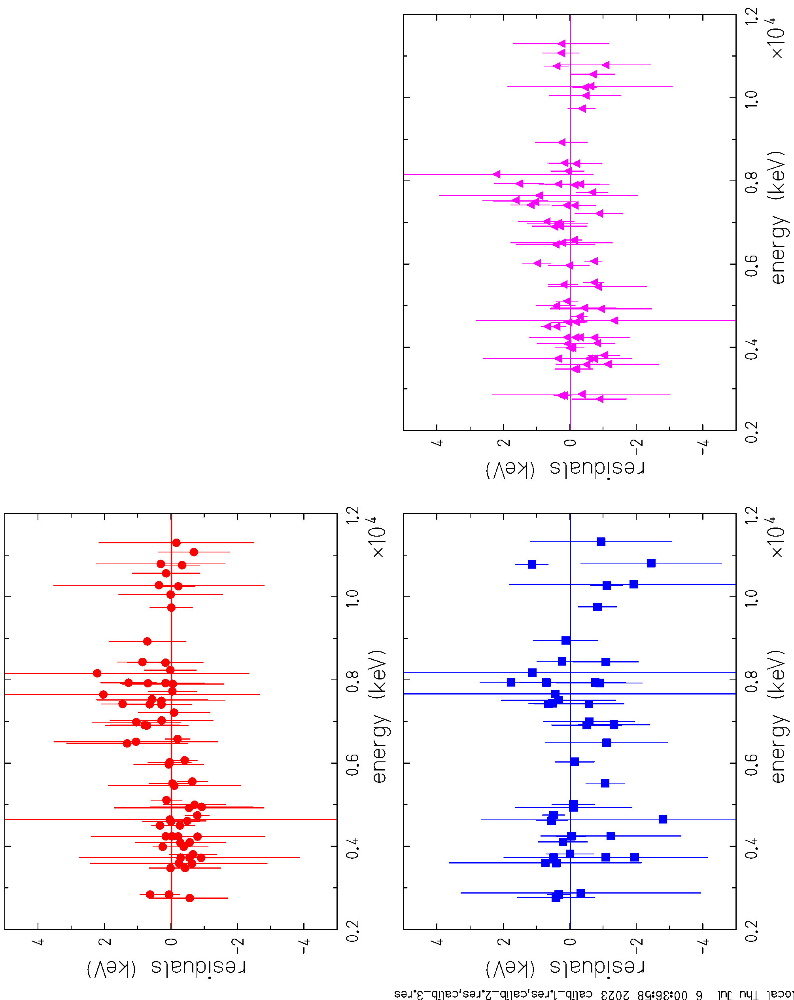 residuals (keV)
4
2
0
-2
-4
0.2 0.4 0.6 0.8 1.0 1.2
energy (keV) ×10⁴
residuals (keV)
4
2
0
-2
-4
0.2 0.4 0.6 0.8 1.0 1.2
energy (keV) ×10⁴
residuals (keV)
4
2
0
-2
-4
0.2 0.4 0.6 0.8 1.0 1.2
energy (keV) ×10⁴
local Thu Jul 6 00:36:58 2023 calib_1.res,calib_2.res,calib_3.res